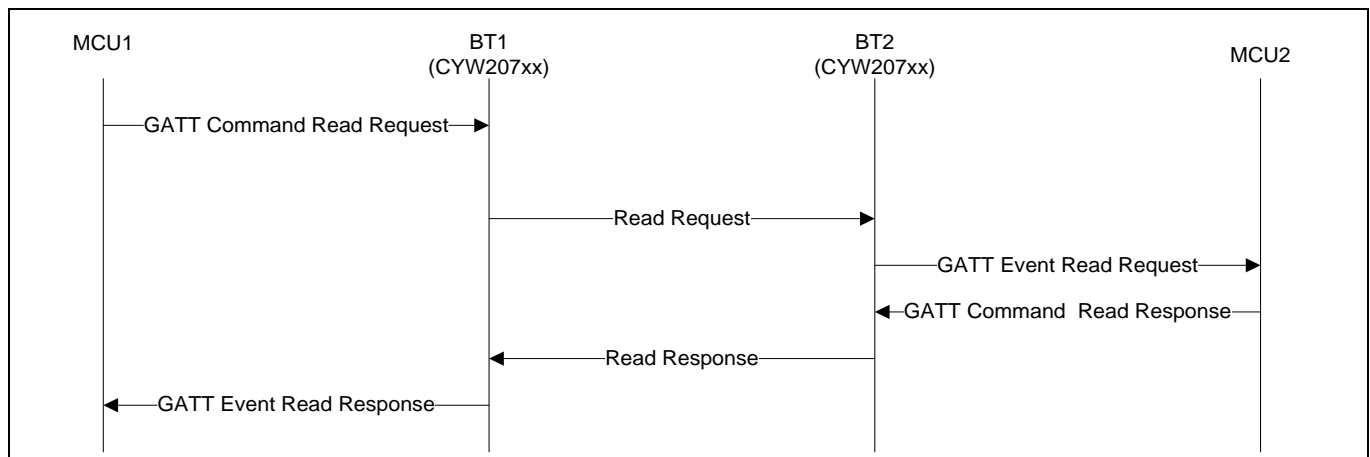 MCU1
BT1
(CYW207xx)
BT2
(CYW207xx)
MCU2
GATT Command Read Request
Read Request
GATT Event Read Request
GATT Command  Read Response
Read Response
GATT Event Read Response